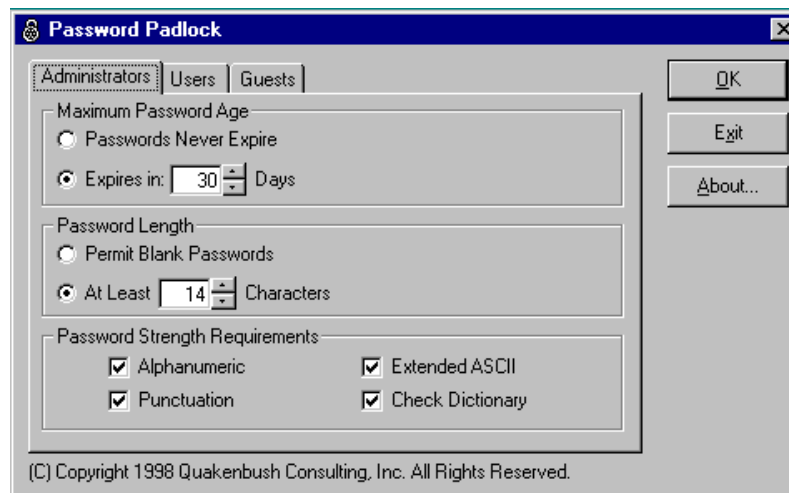 Password Padlock
Administrators Users Guests
OK
Maximum Password Age
Passwords Never Expire
Exit
Expires in: 30 Days
About...
Password Length
Permit Blank Passwords
At Least 14 Characters
Password Strength Requirements
Alphanumeric Extended ASCII
Punctuation Check Dictionary
(C) Copyright 1998 Quakenbush Consulting, Inc. All Rights Reserved.